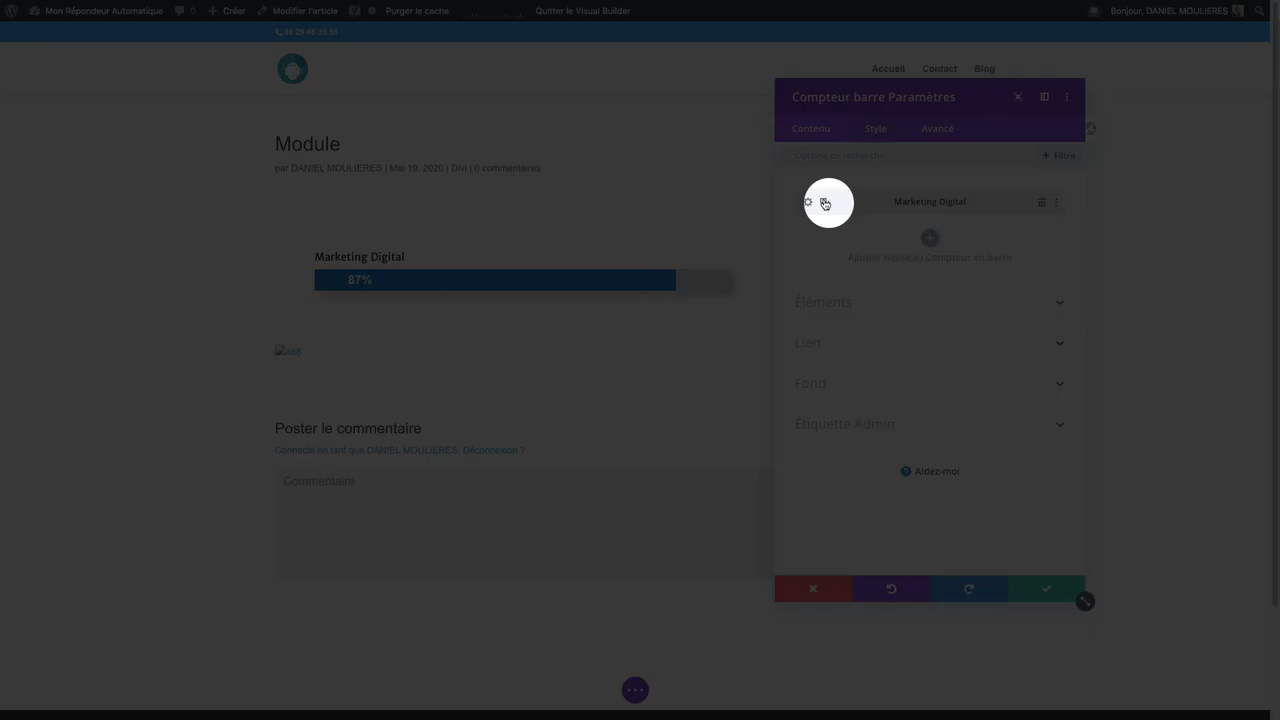 Mon Répondeur Automatique 0 Créer Modifier l'article Purger le cache Quitter le Visual Builder Bonjour, DANIEL MOULIERES
Accueil Contact Blog
Compteur barre Paramètres
Contenu Style Avancé
Options de recherche + Filtre
Module
par DANIEL MOULIERES | Mai 19, 2020 | Divi | 0 commentaires
Marketing Digital
Ajouter nouveau Compteur en barre
Marketing Digital
87%
Éléments
Lien
Fond
Étiquette Admin
Poster le commentaire
Connecté en tant que DANIEL MOULIERES. Déconnexion ?
Commentaire
Aidez-moi